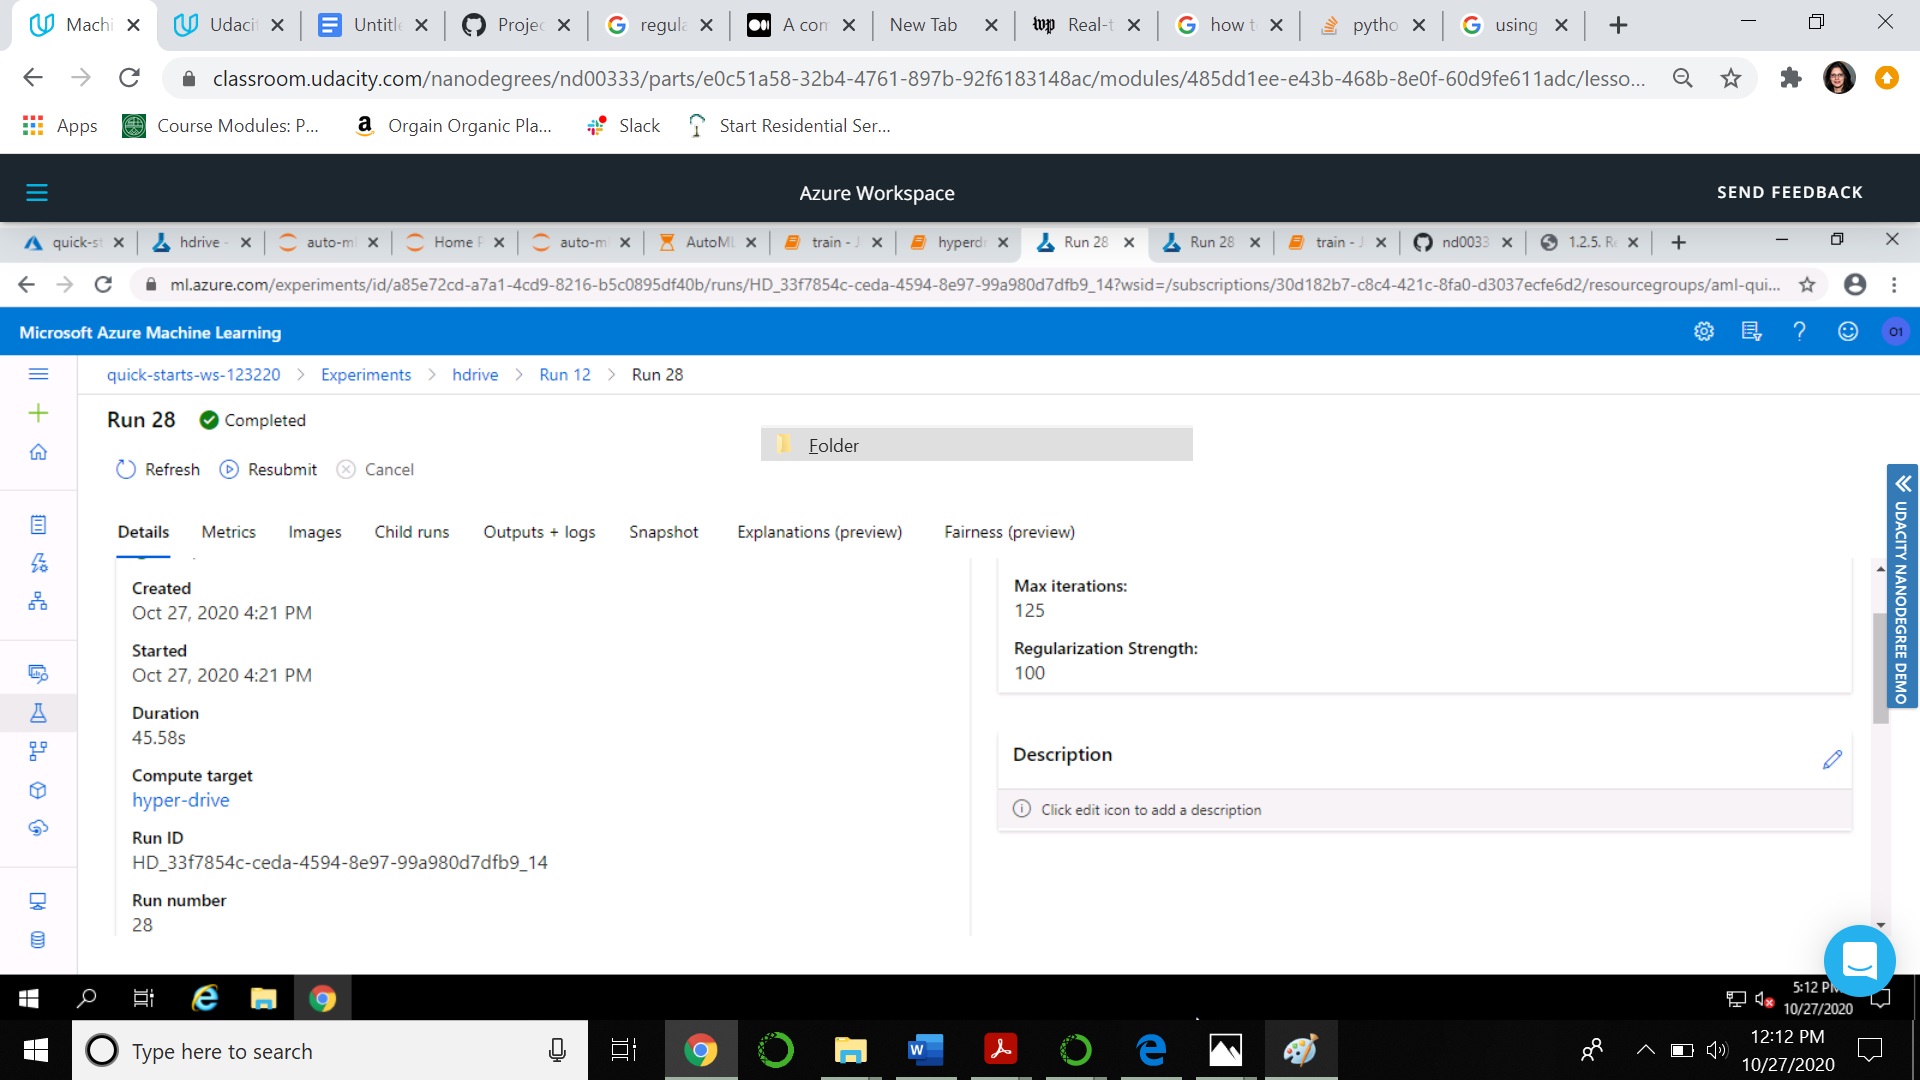 Machi
Udaci
Untitle
Projec
regula
A com
New Tab
Real-t
how t
pytho
using
classroom.udacity.com/nanodegrees/nd00333/parts/e0c51a58-32b4-4761-897b-92f6183148ac/modules/485dd1ee-e43b-468b-8e0f-60d9fe611adc/lesso...
Apps
Course Modules: P...
Orgain Organic Pla...
Slack
Start Residential Ser...
Azure Workspace
SEND FEEDBACK
quick-st
hdrive -
auto-ml
Home P
auto-ml
AutoML
train - J
hyperdr
Run 28
Run 28
train - J
nd0033
1.2.5. Re
ml.azure.com/experiments/id/a85e72cd-a7a1-4cd9-8216-b5c0895df40b/runs/HD_33f7854c-ceda-4594-8e97-99a980d7dfb9_14?wsid=/subscriptions/30d182b7-c8c4-421c-8fa0-d3037ecfe6d2/resourcegroups/aml-qui...
Microsoft Azure Machine Learning
01
quick-starts-ws-123220 > Experiments > hdrive > Run 12 > Run 28
Run 28 Completed
Folder
Refresh Resubmit Cancel
Details Metrics Images Child runs Outputs + logs Snapshot Explanations (preview) Fairness (preview)
Created
Oct 27, 2020 4:21 PM
Started
Oct 27, 2020 4:21 PM
Duration
45.58s
Compute target
hyper-drive
Run ID
HD_33f7854c-ceda-4594-8e97-99a980d7dfb9_14
Run number
28
Max iterations:
125
Regularization Strength:
100
Description
Click edit icon to add a description
UDACITY NANODEGREE DEMO
5:12 PM
10/27/2020
Type here to search
12:12 PM
10/27/2020